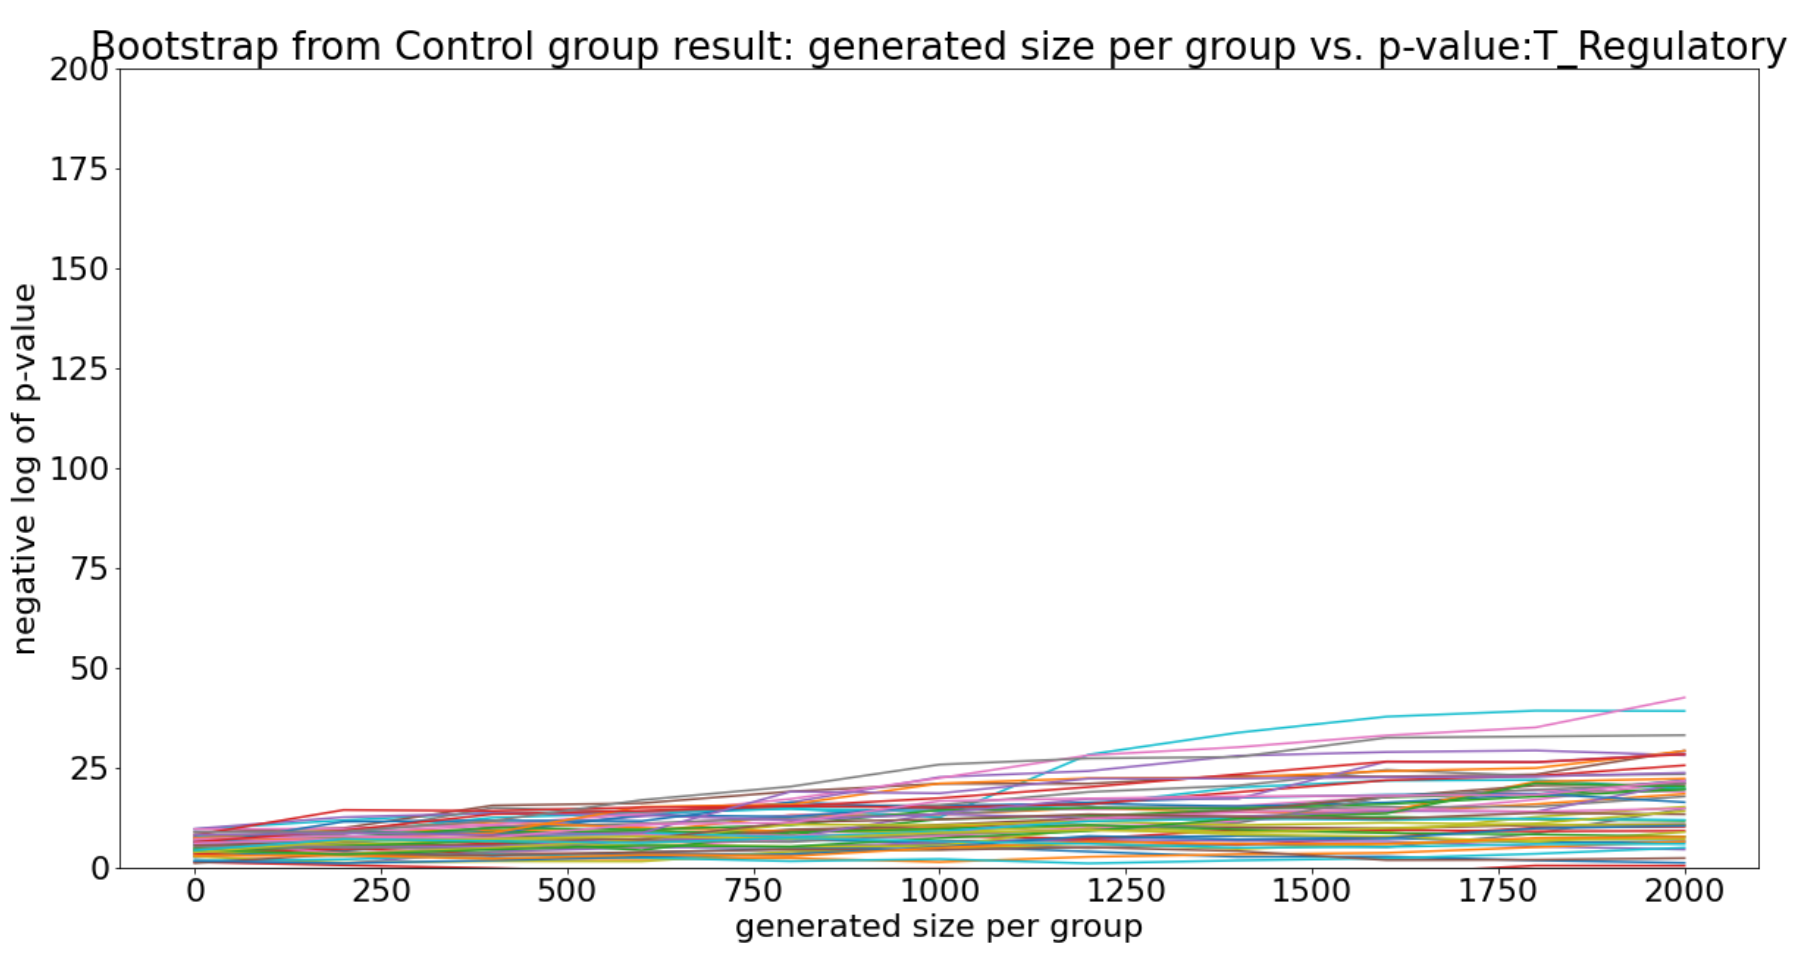 Bootstrap from Control group result: generated size per group vs. p-value:T_Regulatory
200
175
150
125
100
75
50
25
0
negative log of p-value
0 250 500 750 1000 1250 1500 1750 2000
generated size per group